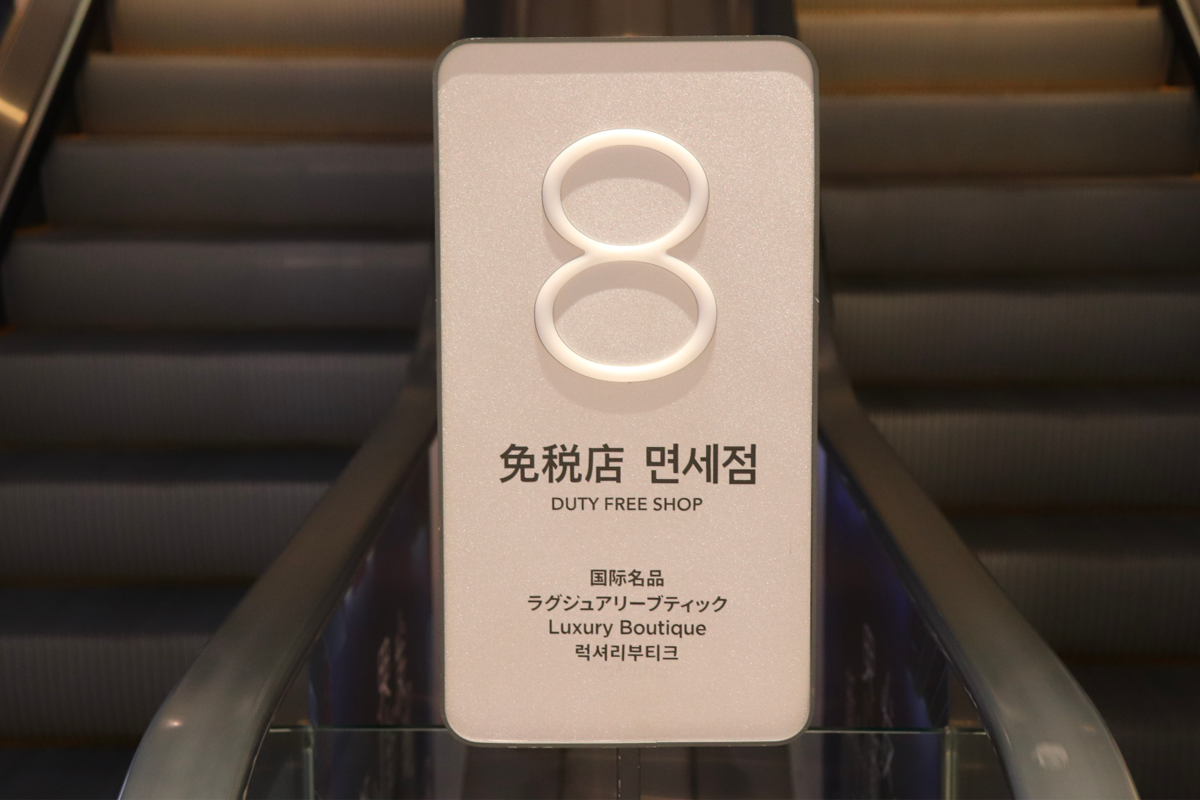 8
免税店 면세점
DUTY FREE SHOP
国际名品
ラグジュアリーブティック
Luxury Boutique
럭셔리부티크